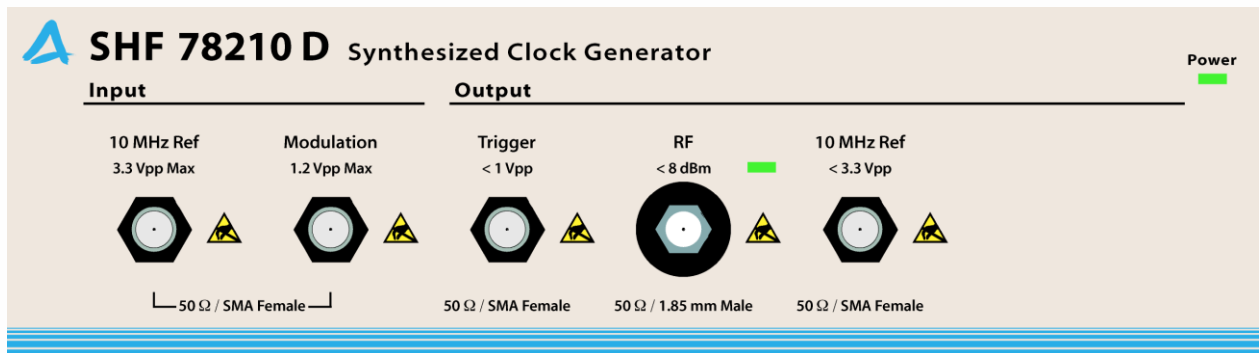 SHF 78210 D Synthesized Clock Generator
Power
Input
Output
10 MHz Ref
3.3 Vpp Max
Modulation
1.2 Vpp Max
Trigger
< 1 Vpp
RF
< 8 dBm
10 MHz Ref
< 3.3 Vpp
50 Ω / SMA Female
50 Ω / SMA Female
50 Ω / 1.85 mm Male
50 Ω / SMA Female